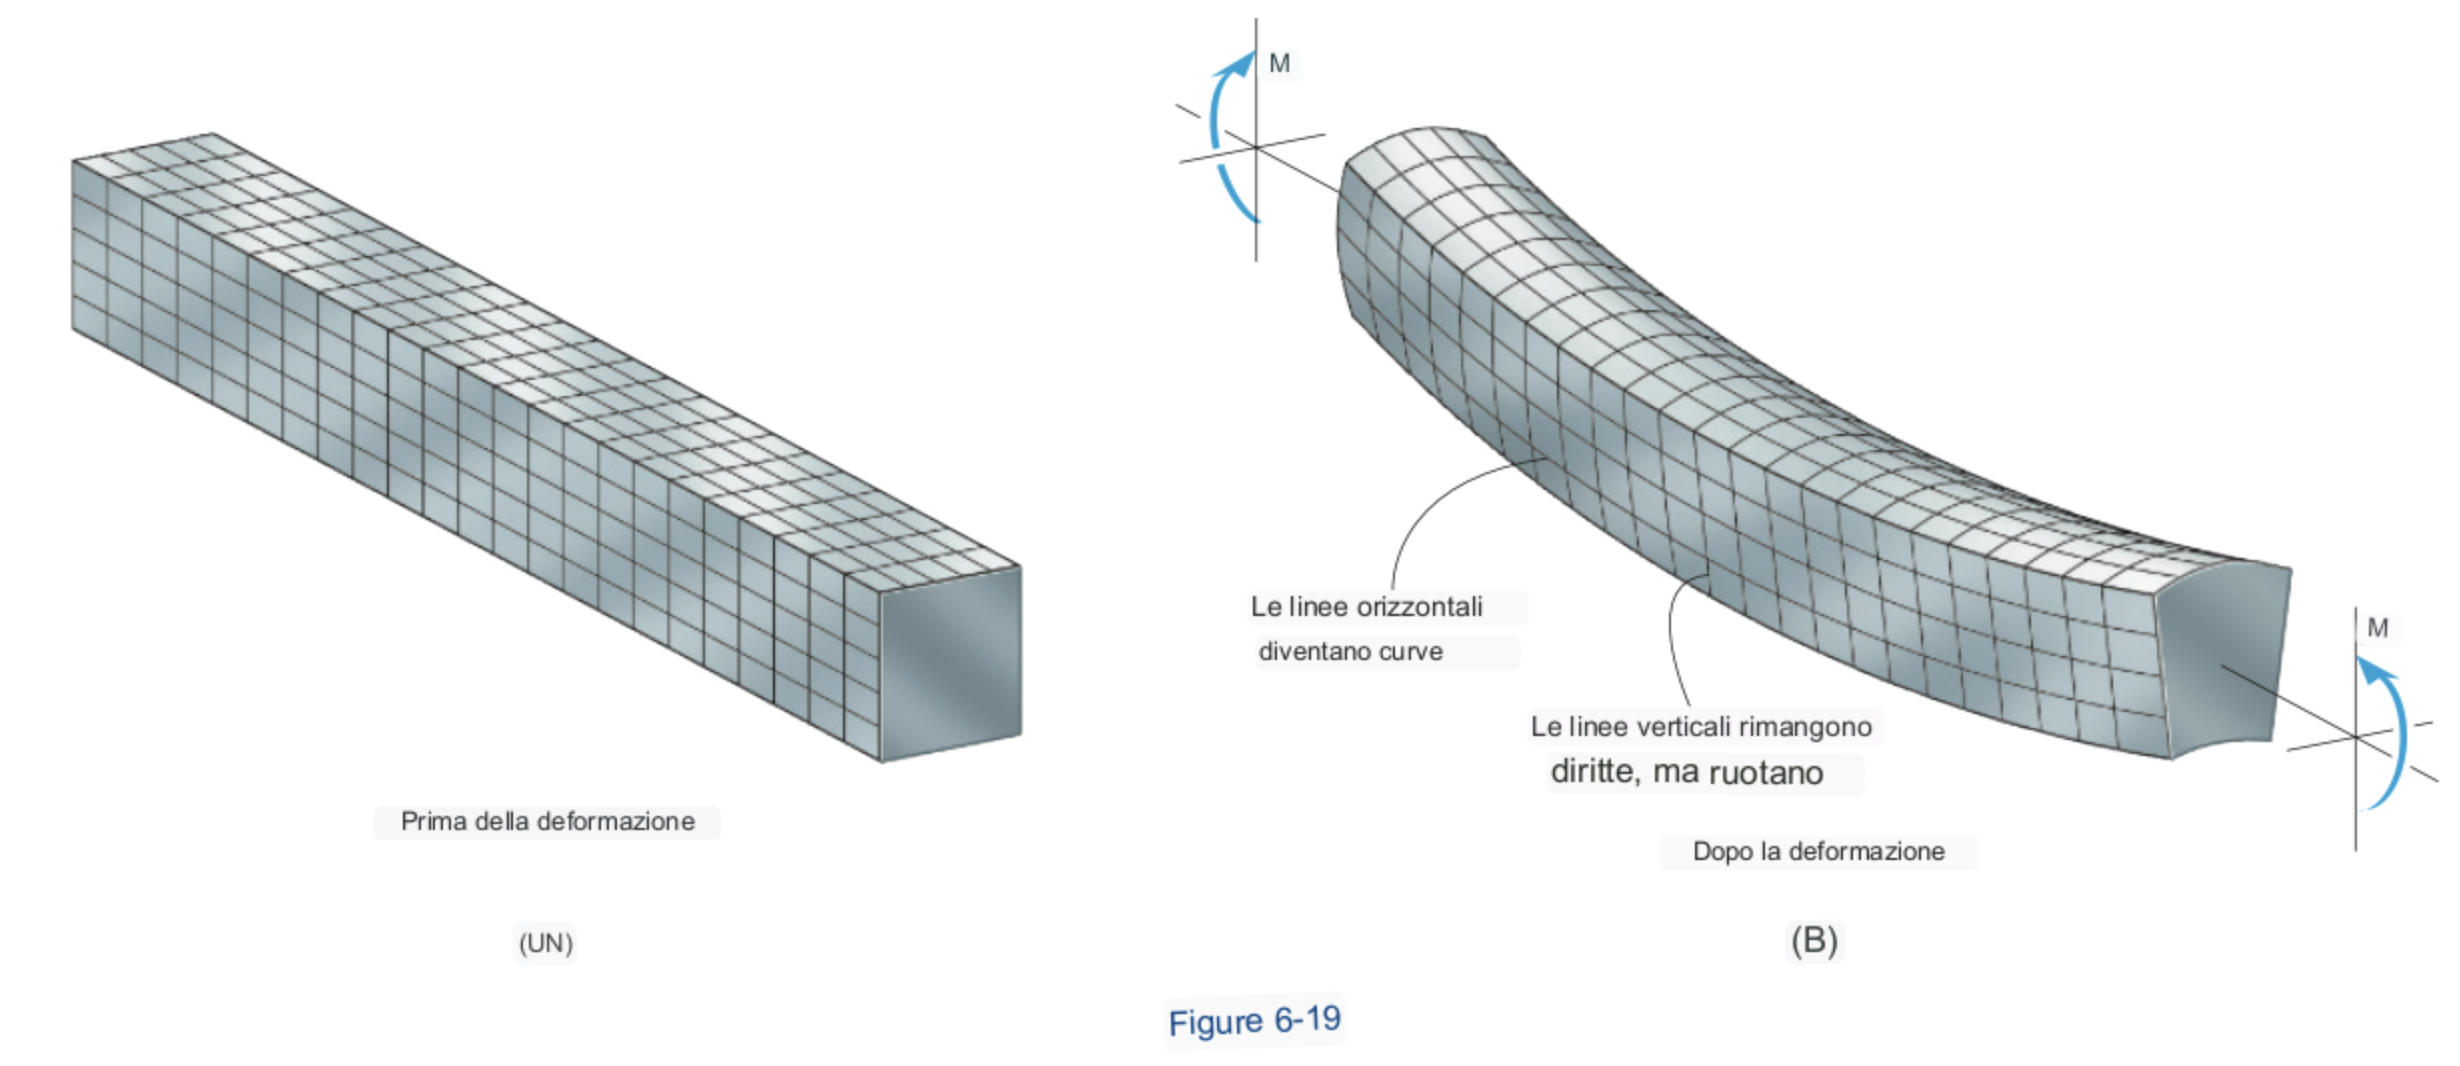 M
Le linee orizzontali
diventano curve
Le linee verticali rimangono
diritte, ma ruotano
M
Prima della deformazione
Dopo la deformazione
(UN)
(B)
Figure 6-19